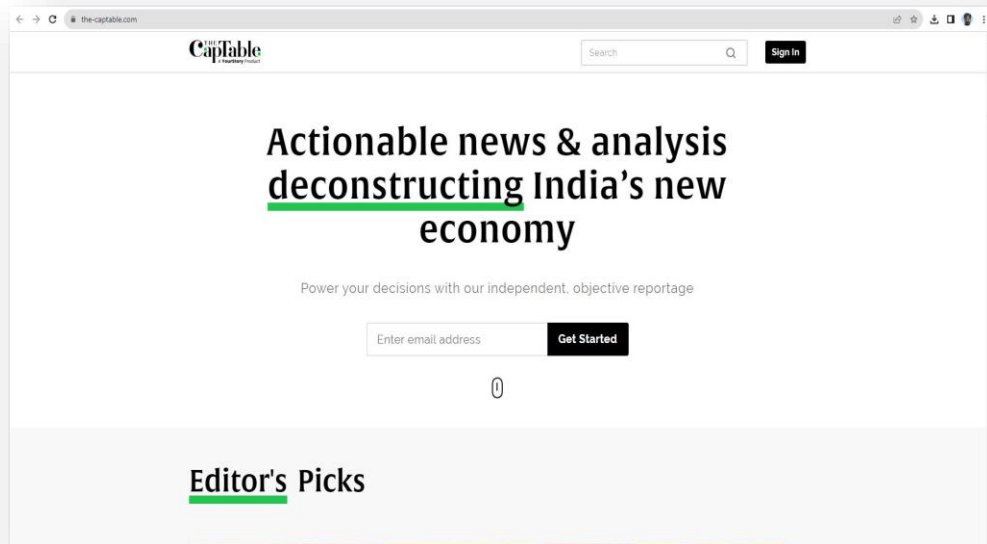 the-captable.com
THE
CapTable
A YourStory Product
Search
Sign In
Actionable news & analysis
deconstructing India’s new
economy
Power your decisions with our independent, objective reportage
Enter email address
Get Started
Editor's Picks